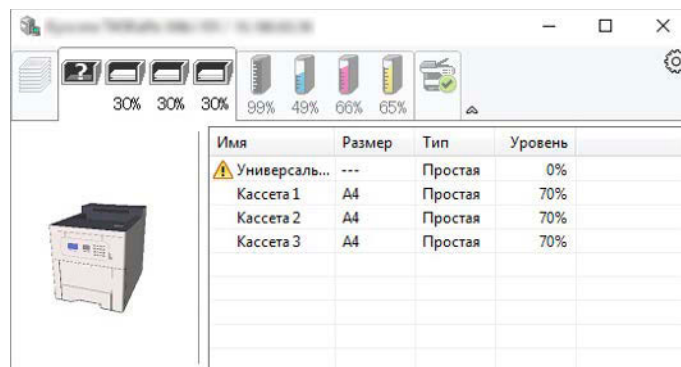 ?
30% 30% 30% 99% 49% 66% 65%
Имя Размер Тип Уровень
Универсаль... --- Простая 0%
Кассета 1 A4 Простая 70%
Кассета 2 A4 Простая 70%
Кассета 3 A4 Простая 70%